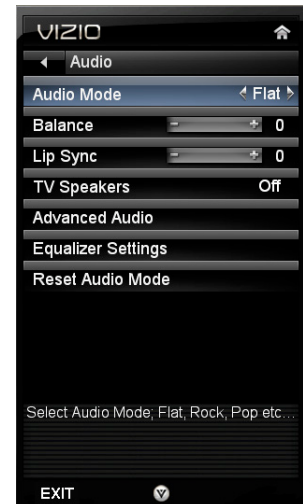 VIZIO
Audio
Audio Mode Flat
Balance - + 0
Lip Sync - + 0
TV Speakers Off
Advanced Audio
Equalizer Settings
Reset Audio Mode
Select Audio Mode; Flat, Rock, Pop etc...
EXIT V